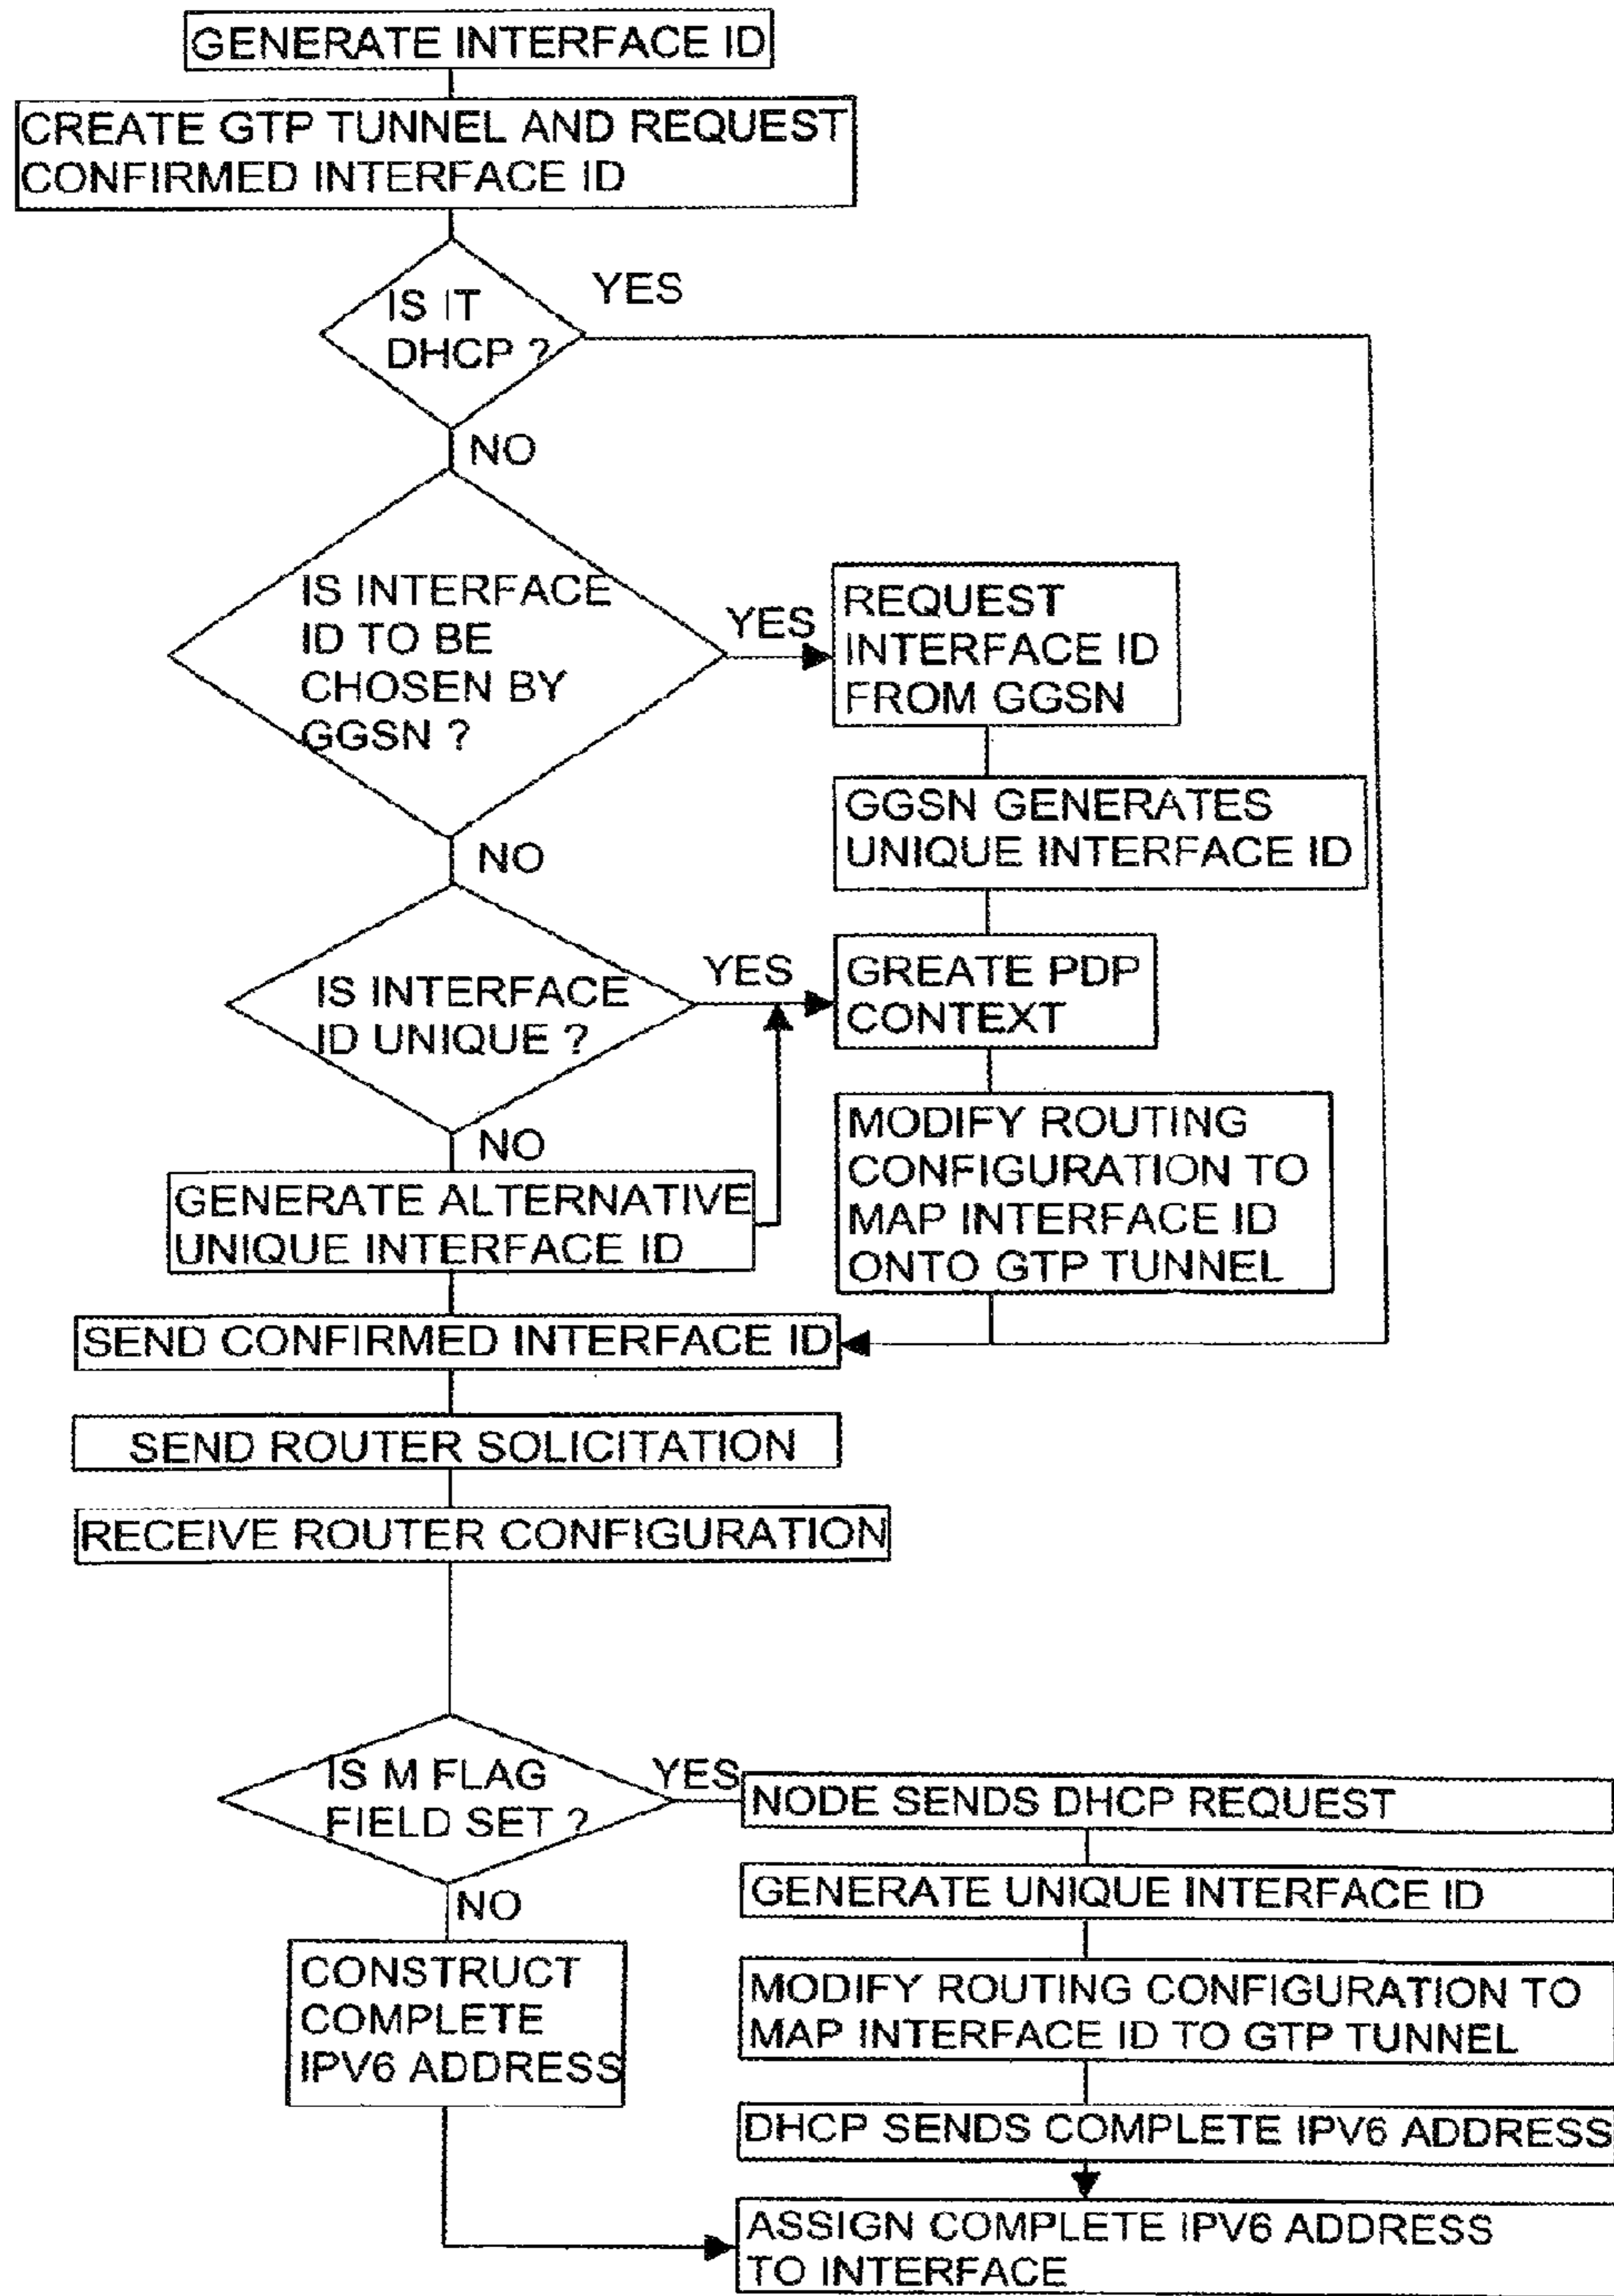 GENERATE INTERFACE ID
CREATE GTP TUNNEL AND REQUEST
CONFIRMED INTERFACE ID
IS IT
DHCP ?
YES
NO
IS INTERFACE
ID TO BE
CHOSEN BY
GGSN ?
YES
REQUEST
INTERFACE ID
FROM GGSN
GGSN GENERATES
UNIQUE INTERFACE ID
NO
IS INTERFACE
ID UNIQUE ?
YES
GREATE PDP
CONTEXT
MODIFY ROUTING
CONFIGURATION TO
MAP INTERFACE ID
ONTO GTP TUNNEL
NO
GENERATE ALTERNATIVE
UNIQUE INTERFACE ID
SEND CONFIRMED INTERFACE ID
SEND ROUTER SOLICITATION
RECEIVE ROUTER CONFIGURATION
IS M FLAG
FIELD SET ?
YES
NODE SENDS DHCP REQUEST
GENERATE UNIQUE INTERFACE ID
MODIFY ROUTING CONFIGURATION TO
MAP INTERFACE ID TO GTP TUNNEL
DHCP SENDS COMPLETE IPV6 ADDRESS
NO
CONSTRUCT
COMPLETE
IPV6 ADDRESS
ASSIGN COMPLETE IPV6 ADDRESS
TO INTERFACE